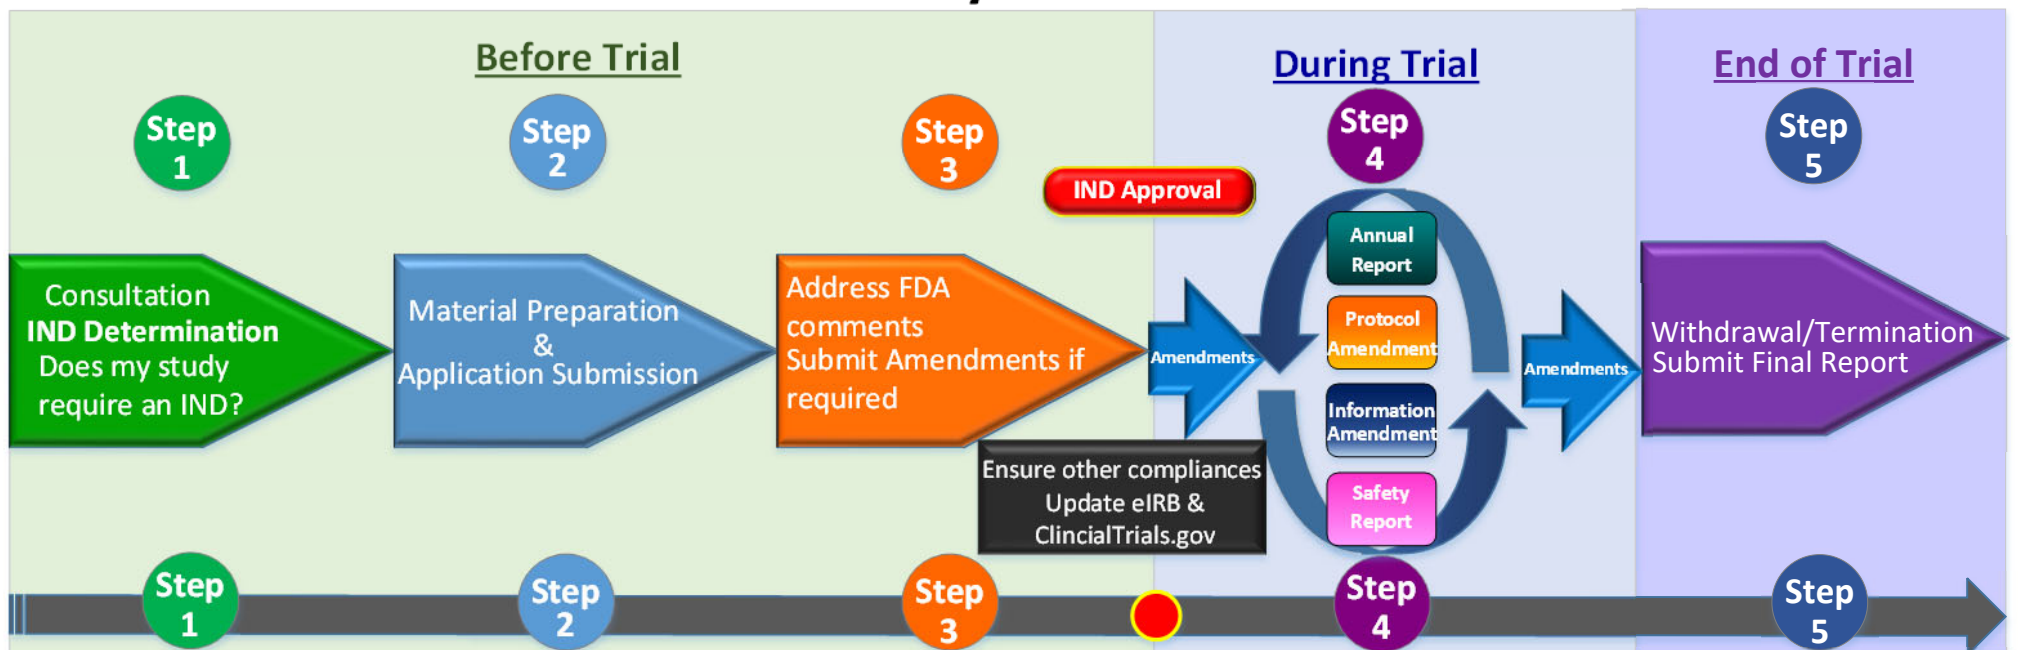 Before Trial
During Trial
End of Trial
Step
1
Step
2
Step
3
Step
4
Step
5
IND Approval
Consultation
IND Determination
Does my study
require an IND?
Material Preparation
&
Application Submission
Address FDA
comments
Submit Amendments if
required
Amendments
Annual
Report
Protocol
Amendment
Information
Amendment
Safety
Report
Amendments
Withdrawal/Termination
Submit Final Report
Ensure other compliances
Update eIRB &
ClincialTrials.gov
Step
1
Step
2
Step
3
Step
4
Step
5